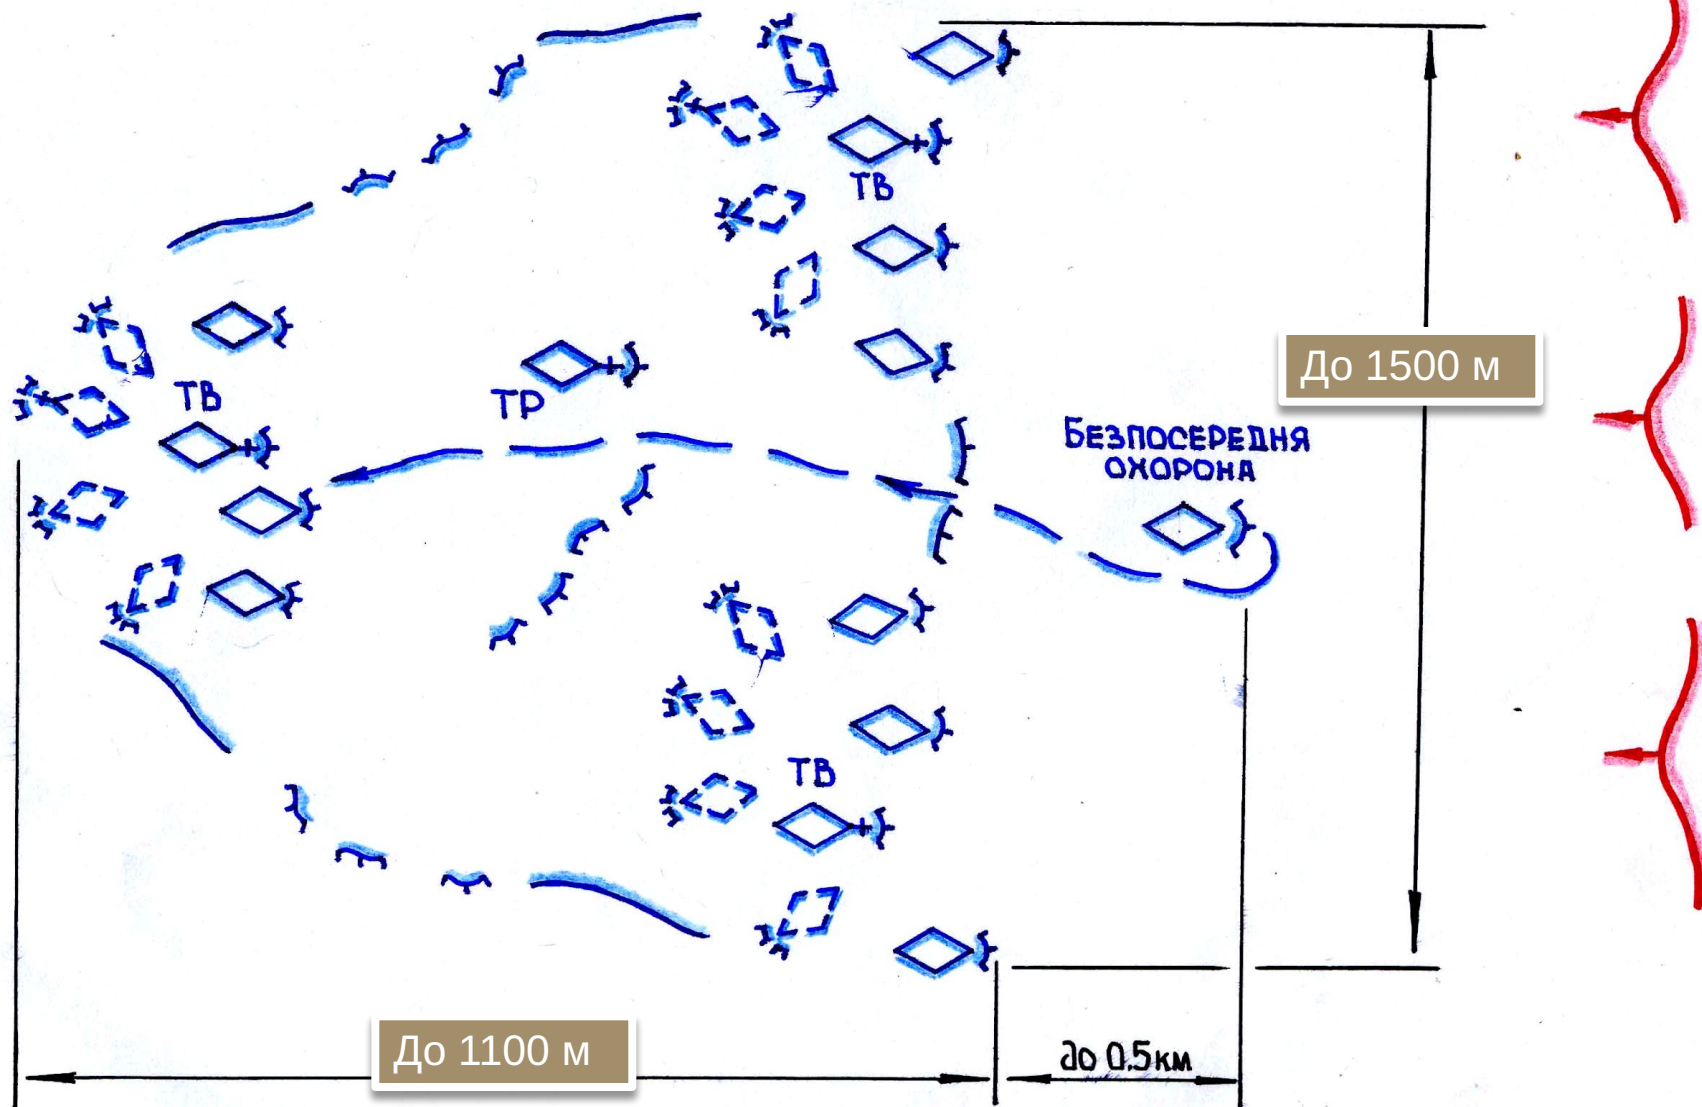 ТВ
До 1500 м
ТВ
ТР
БЕЗПОСЕРЕДНЯ
ОХОРОНА
ТВ
До 1100 м
до 0.5км